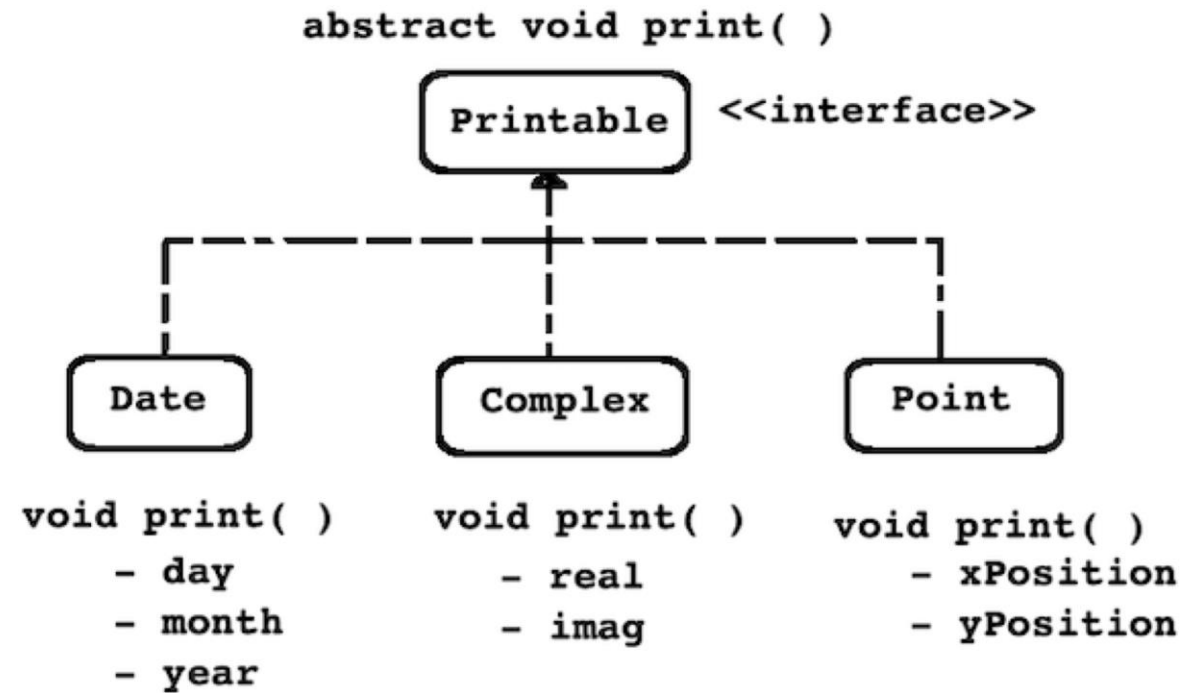 abstract void print( )
Printable
<<interface>>
Date
Complex
Point
void print( )
- day
- month
- year
void print( )
- real
- imag
void print( )
- xPosition
- yPosition